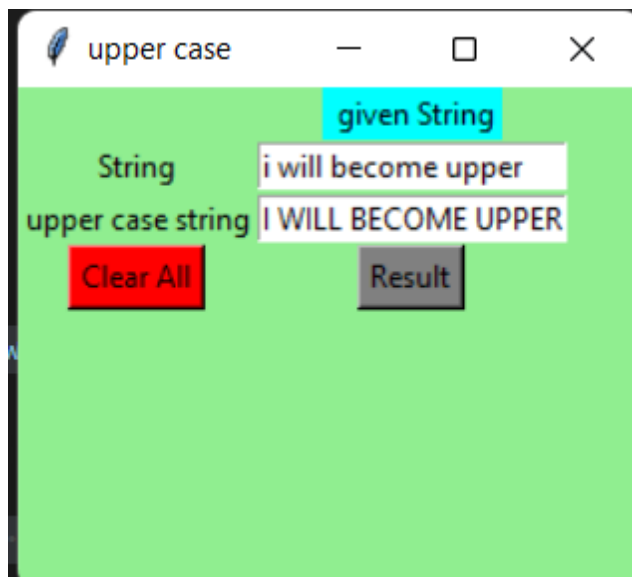 upper case
given String
String i will become upper
upper case string I WILL BECOME UPPER
Clear All Result